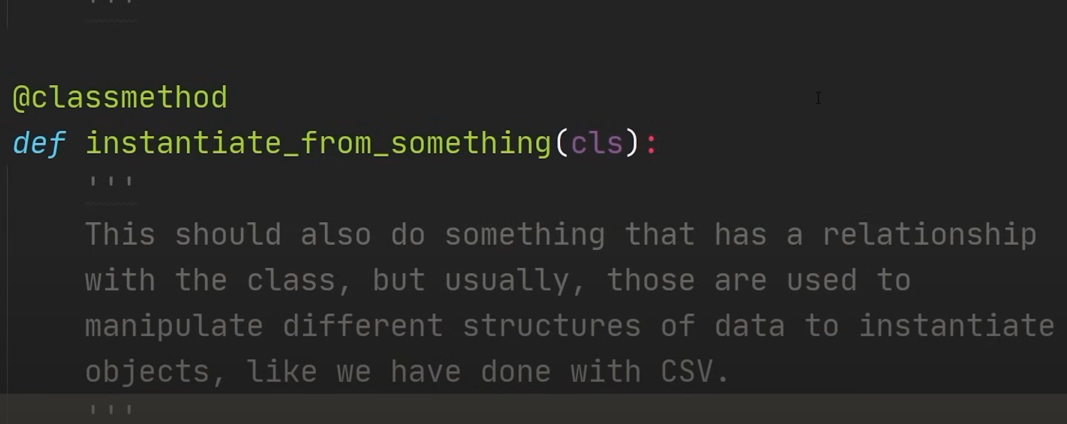 '''
@classmethod
def instantiate_from_something(cls):
'''
This should also do something that has a relationship
with the class, but usually, those are used to
manipulate different structures of data to instantiate
objects, like we have done with CSV.
'''